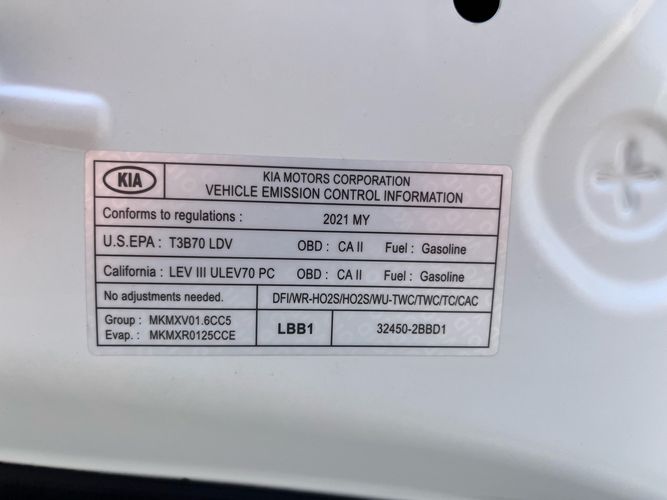 KIA
KIA MOTORS CORPORATION
VEHICLE EMISSION CONTROL INFORMATION
Conforms to regulations : 2021 MY
U.S.EPA : T3B70 LDV OBD : CA II Fuel : Gasoline
California : LEV III ULEV70 PC OBD : CA II Fuel : Gasoline
No adjustments needed. DFI/WR-HO2S/HO2S/WU-TWC/TWC/TC/CAC
Group : MKMXV01.6CC5
Evap. : MKMXR0125CCE
LBB1
32450-2BBD1